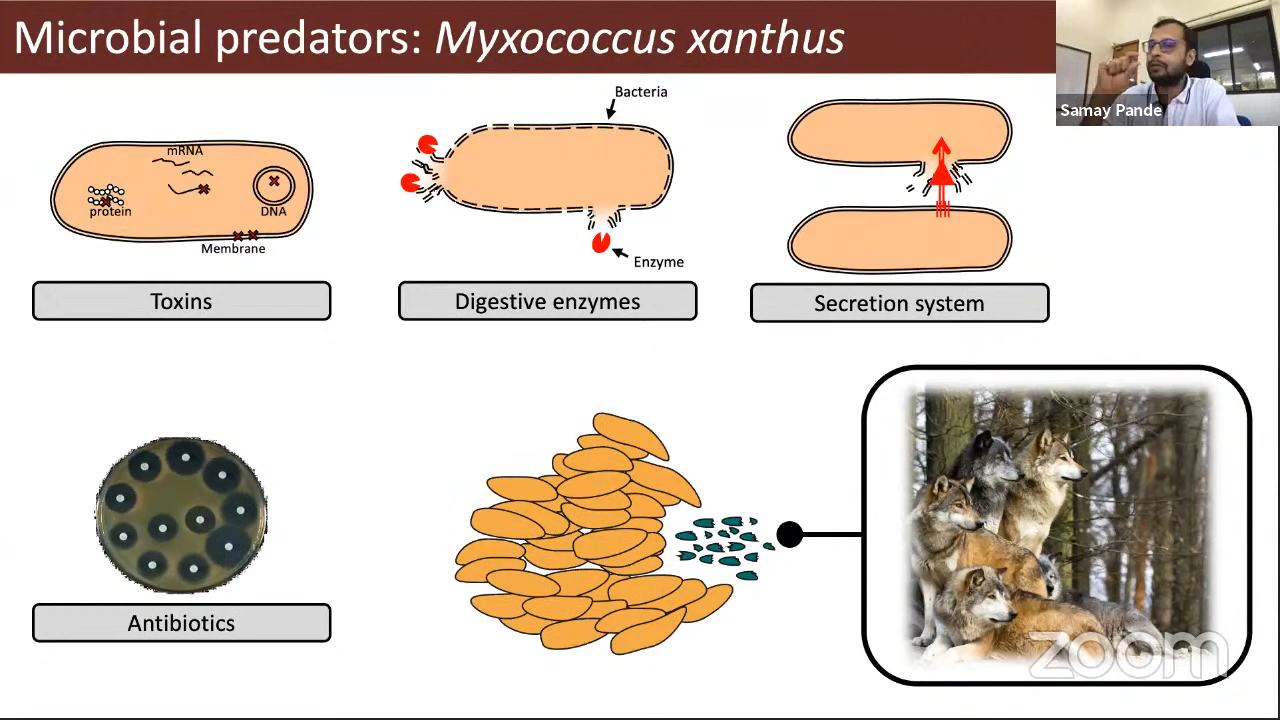 Microbial predators: Myxococcus xanthus
Samay Pande
mRNA
protein
DNA
Membrane
Bacteria
Enzyme
Toxins
Digestive enzymes
Secretion system
Antibiotics
zoom